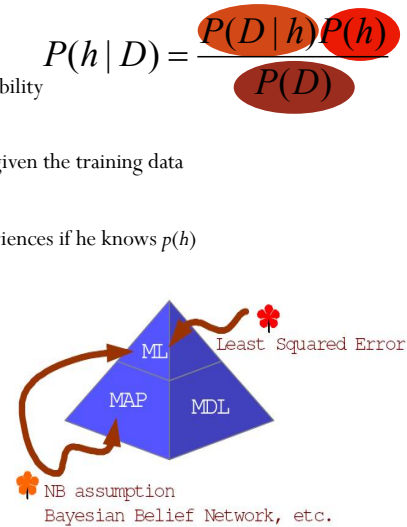 P(h | D) = P(D | h)P(h) / P(D)
bility
given the training data
riences if he knows p(h)
ML
Least Squared Error
MAP
MDL
NB assumption
Bayesian Belief Network, etc.